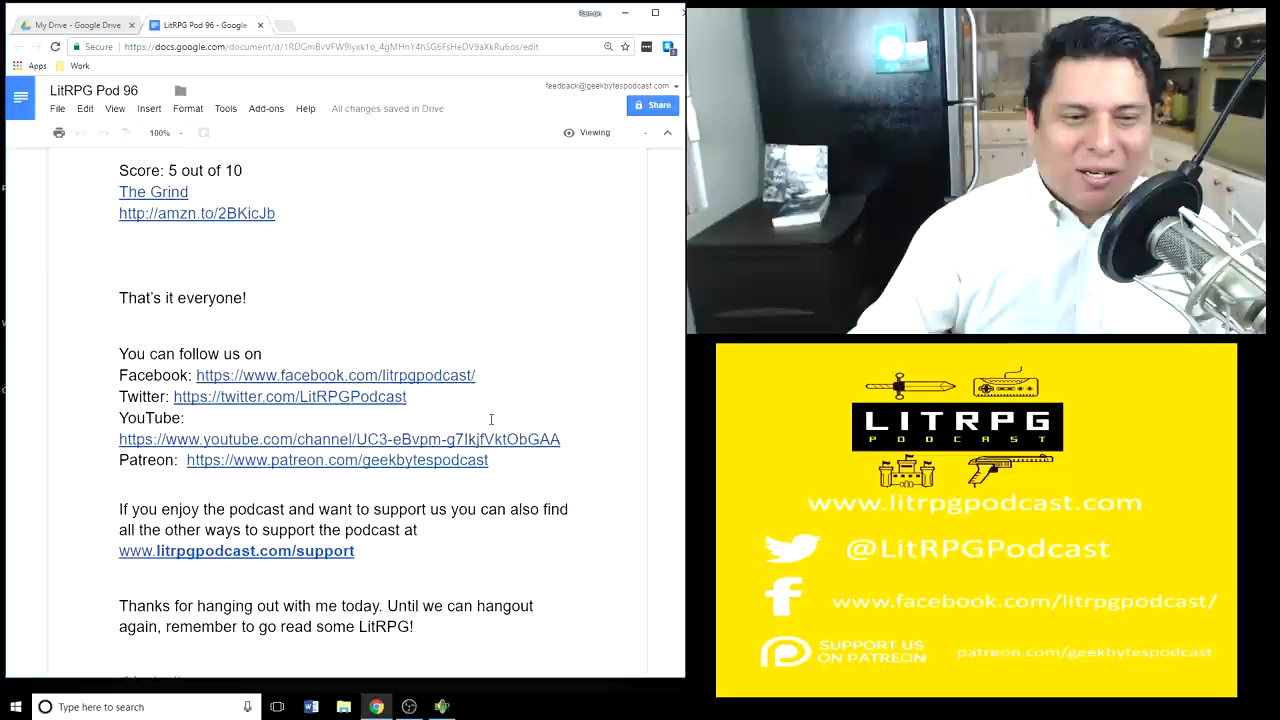 Ramon
My Drive - Google Drive
LitRPG Pod 96 - Google
Secure
https://docs.google.com/document/d/
Apps
Work
LitRPG Pod 96
feedback@geekbytespodcast.com
File Edit View Insert Format Tools Add-ons Help All changes saved in Drive
Share
100%
Viewing
Score: 5 out of 10
The Grind
http://amzn.to/2BKicJb
That's it everyone!
You can follow us on
Facebook: https://www.facebook.com/litrpgpodcast/
Twitter: https://twitter.com/LitRPGPodcast
YouTube:
https://www.youtube.com/channel/UC3-eBvpm-g7IkjfVktObGAA
Patreon: https://www.patreon.com/geekbytespodcast
If you enjoy the podcast and want to support us you can also find
all the other ways to support the podcast at
www.litrpgpodcast.com/support
Thanks for hanging out with me today. Until we can hangout
again, remember to go read some LitRPG!
Type here to search
LITRPG
PODCAST
www.litrpgpodcast.com
@LitRPGPodcast
www.facebook.com/litrpgpodcast/
SUPPORT US
ON PATREON
patreon com/geekbytespodcast